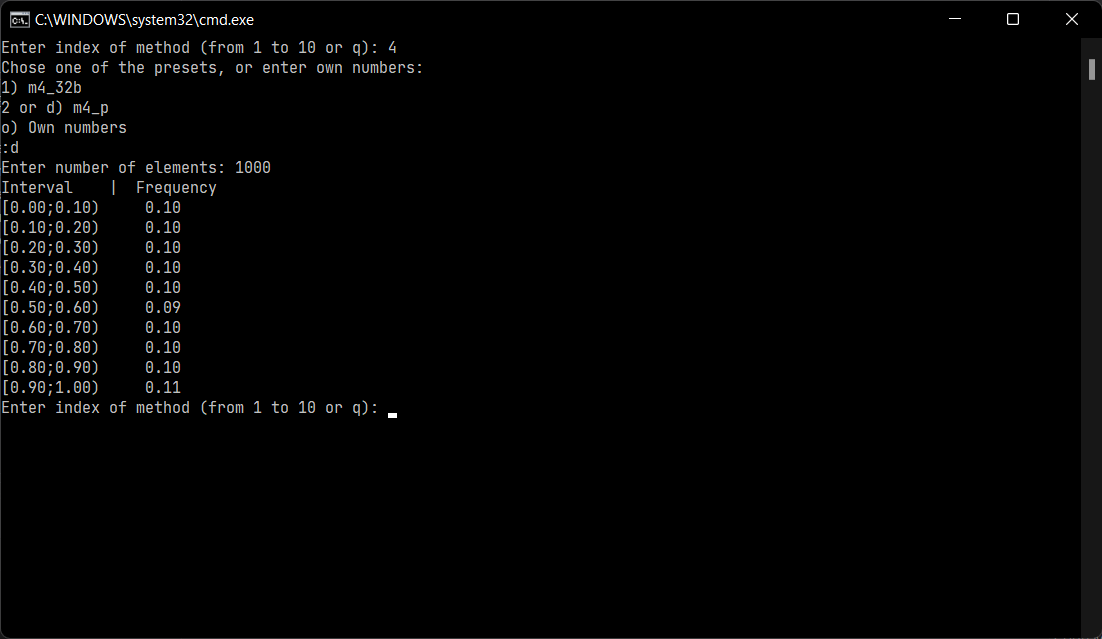 C:\WINDOWS\system32\cmd.exe
Enter index of method (from 1 to 10 or q): 4
Chose one of the presets, or enter own numbers:
1) m4_32b
2 or d) m4_p
o) Own numbers
:d
Enter number of elements: 1000
Interval    |  Frequency
[0.00;0.10)     0.10
[0.10;0.20)     0.10
[0.20;0.30)     0.10
[0.30;0.40)     0.10
[0.40;0.50)     0.10
[0.50;0.60)     0.09
[0.60;0.70)     0.10
[0.70;0.80)     0.10
[0.80;0.90)     0.10
[0.90;1.00)     0.11
Enter index of method (from 1 to 10 or q):